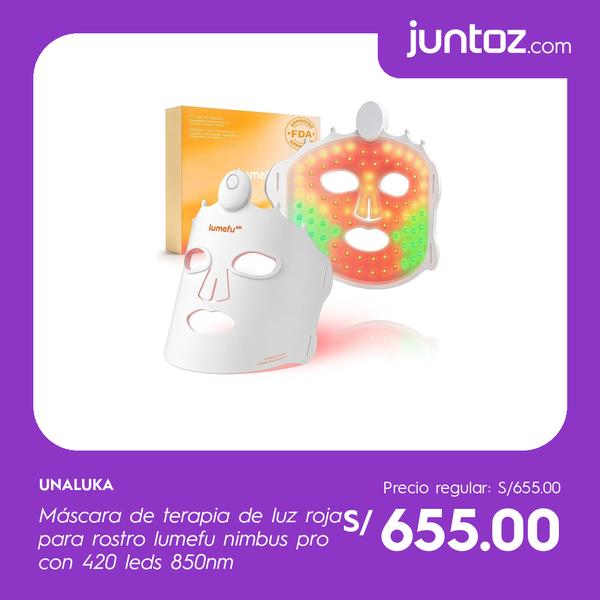 juntoz.com
APPROVED
FDA
lumefu
UNALUKA
Máscara de terapia de luz roja
para rostro lumefu nimbus pro
con 420 leds 850nm
Precio regular: S/655.00
S/ 655.00